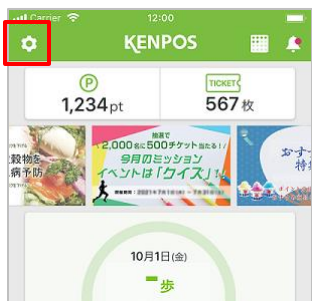 Carrier 12:00
KENPOS
P
TICKET
1,234pt
567枚
穀物を
病予防
抽選で
2,000名に500チケット当たる!
今月のミッション
イベントは「クイズ」!
おすす
特
10月1日(金)
-歩